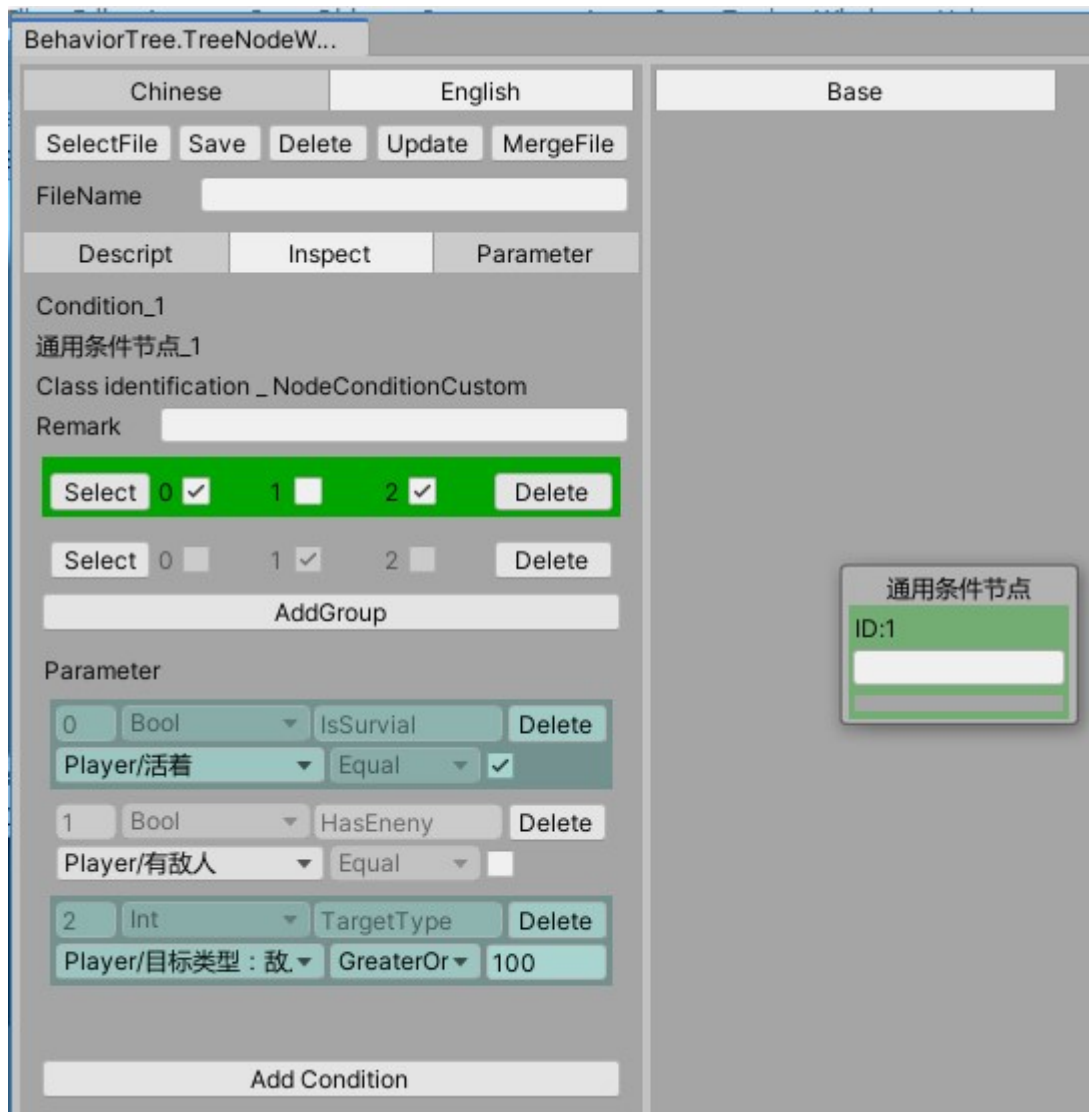 BehaviorTree.TreeNodeW...
Chinese English
SelectFile Save Delete Update MergeFile
FileName
Descript Inspect Parameter
Condition_1
通用条件节点_1
Class identification _ NodeConditionCustom
Remark
Select 0 1 2 Delete
Select 0 1 2 Delete
AddGroup
Parameter
0 Bool IsSurvial Delete
Player/活着 Equal
1 Bool HasEneny Delete
Player/有敌人 Equal
2 Int TargetType Delete
Player/目标类型：敌. GreaterOr 100
Add Condition
Base
通用条件节点
ID:1